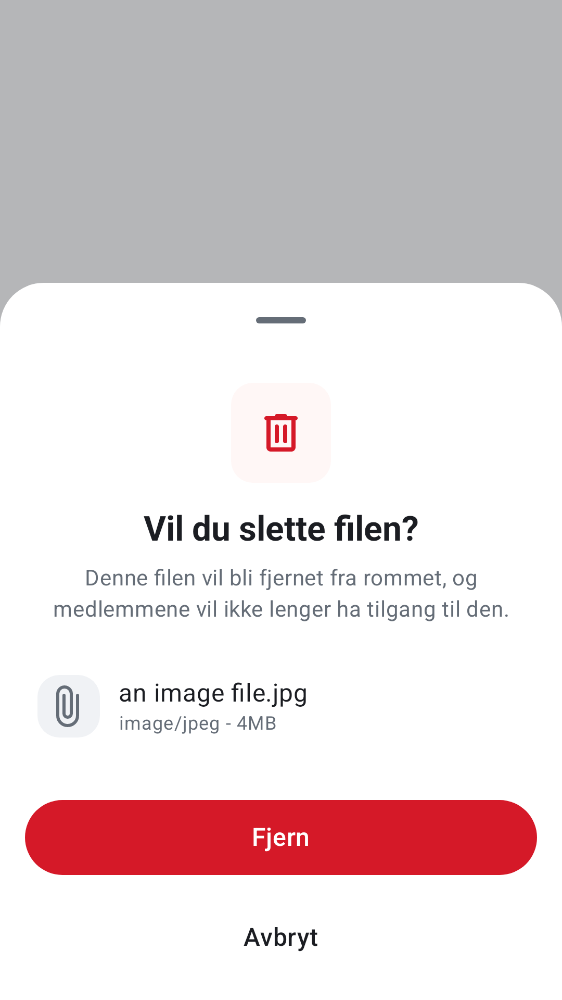 Vil du slette filen?
Denne filen vil bli fjernet fra rommet, og
medlemmene vil ikke lenger ha tilgang til den.
an image file.jpg
image/jpeg - 4MB
Fjern
Avbryt